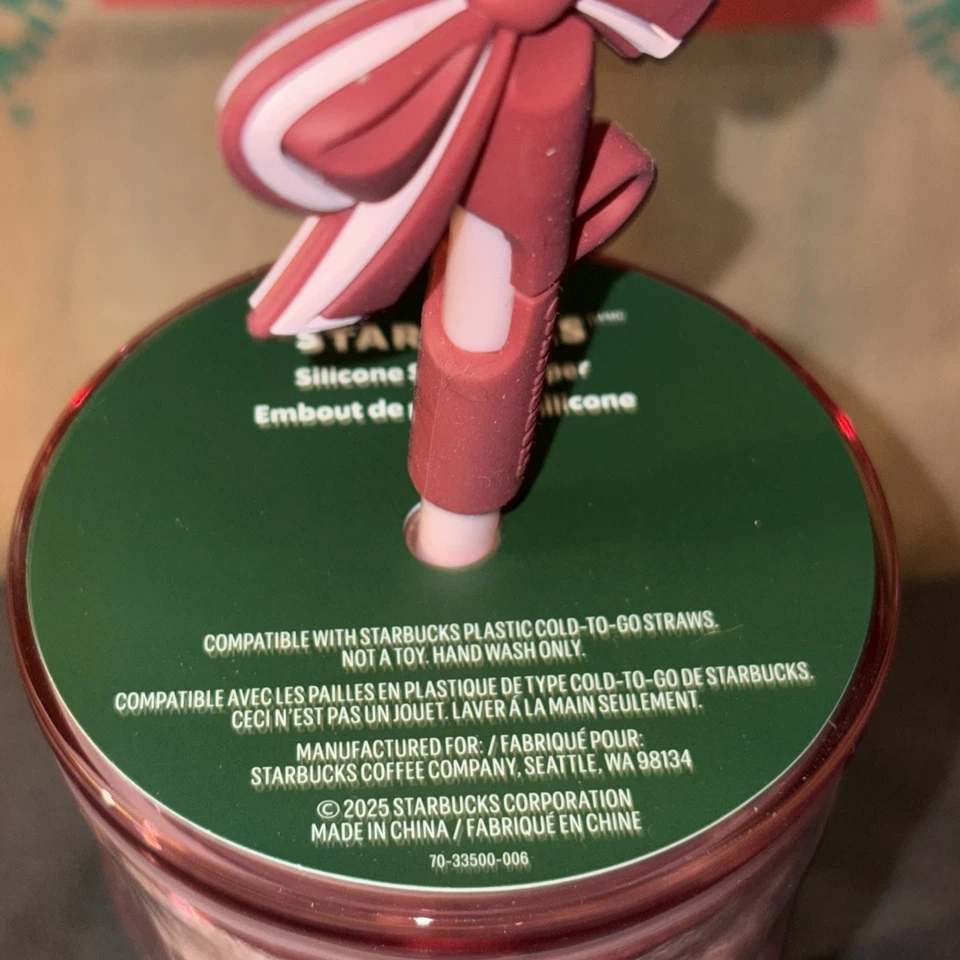 Silicone
Embout de
COMPATIBLE WITH STARBUCKS PLASTIC COLD-TO-GO STRAWS.
NOT A TOY. HAND WASH ONLY.
COMPATIBLE AVEC LES PAILLES EN PLASTIQUE DE TYPE COLD-TO-GO DE STARBUCKS.
CECI N'EST PAS UN JOUET. LAVER À LA MAIN SEULEMENT.
MANUFACTURED FOR: / FABRIQUÉ POUR:
STARBUCKS COFFEE COMPANY, SEATTLE, WA 98134
© 2025 STARBUCKS CORPORATION
MADE IN CHINA / FABRIQUÉ EN CHINE
70-33500-006